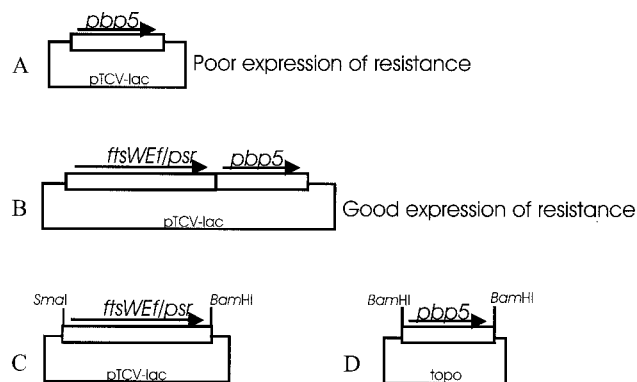 pbp5
A
Poor expression of resistance
pTCV-lac
ftsWEf/psr
pbp5
B
Good expression of resistance
pTCV-lac
SmaI
ftsWEf/psr
BamHI
BamHI
pbp5
BamHI
C
pTCV-lac
D
topo